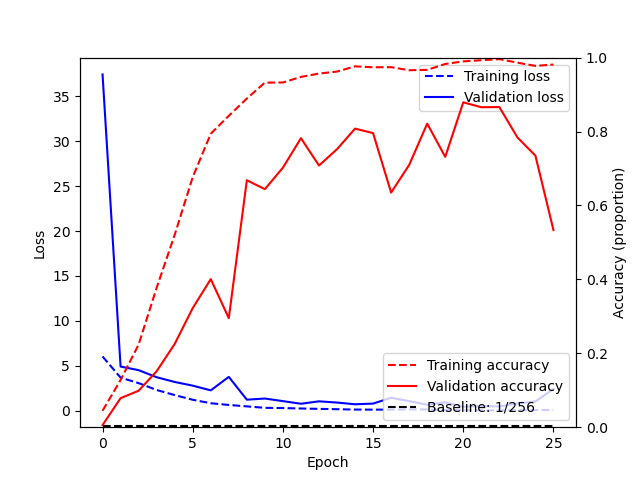 Training loss
Validation loss
Training accuracy
Validation accuracy
Baseline: 1/256
Loss
0
5
10
15
20
25
30
35
Accuracy (proportion)
0.0
0.2
0.4
0.6
0.8
1.0
0
5
10
15
20
25
Epoch